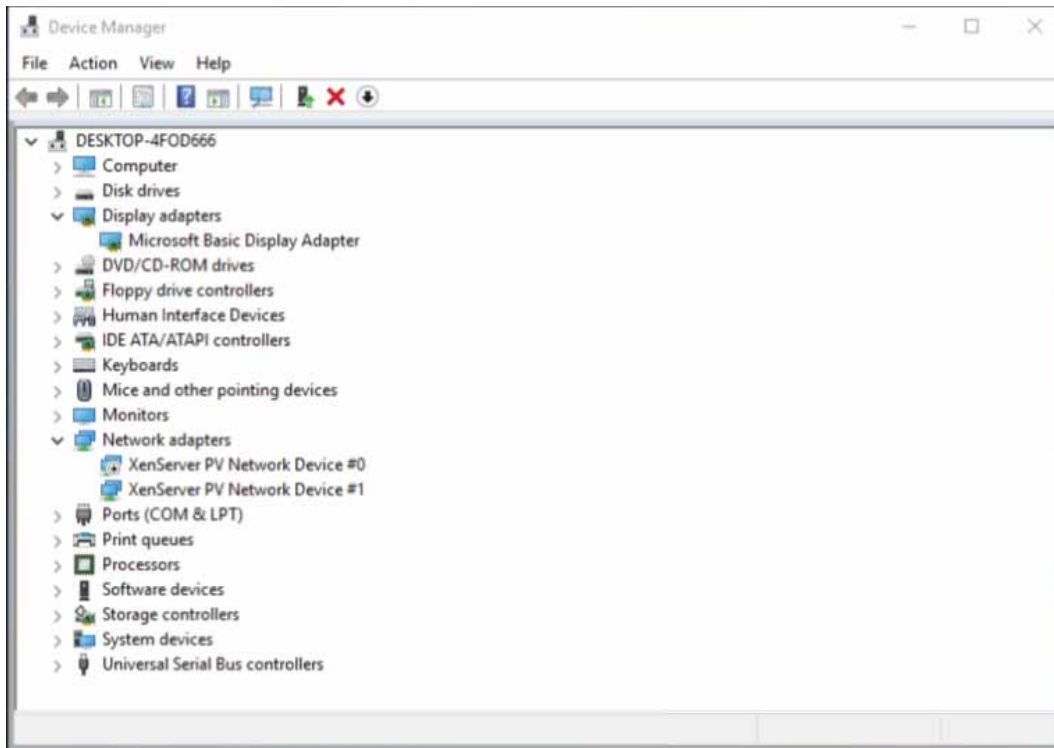 Device Manager
File Action View Help
DESKTOP-4FOD666
Computer
Disk drives
Display adapters
Microsoft Basic Display Adapter
DVD/CD-ROM drives
Floppy drive controllers
Human Interface Devices
IDE ATA/ATAPI controllers
Keyboards
Mice and other pointing devices
Monitors
Network adapters
XenServer PV Network Device #0
XenServer PV Network Device #1
Ports (COM & LPT)
Print queues
Processors
Software devices
Storage controllers
System devices
Universal Serial Bus controllers